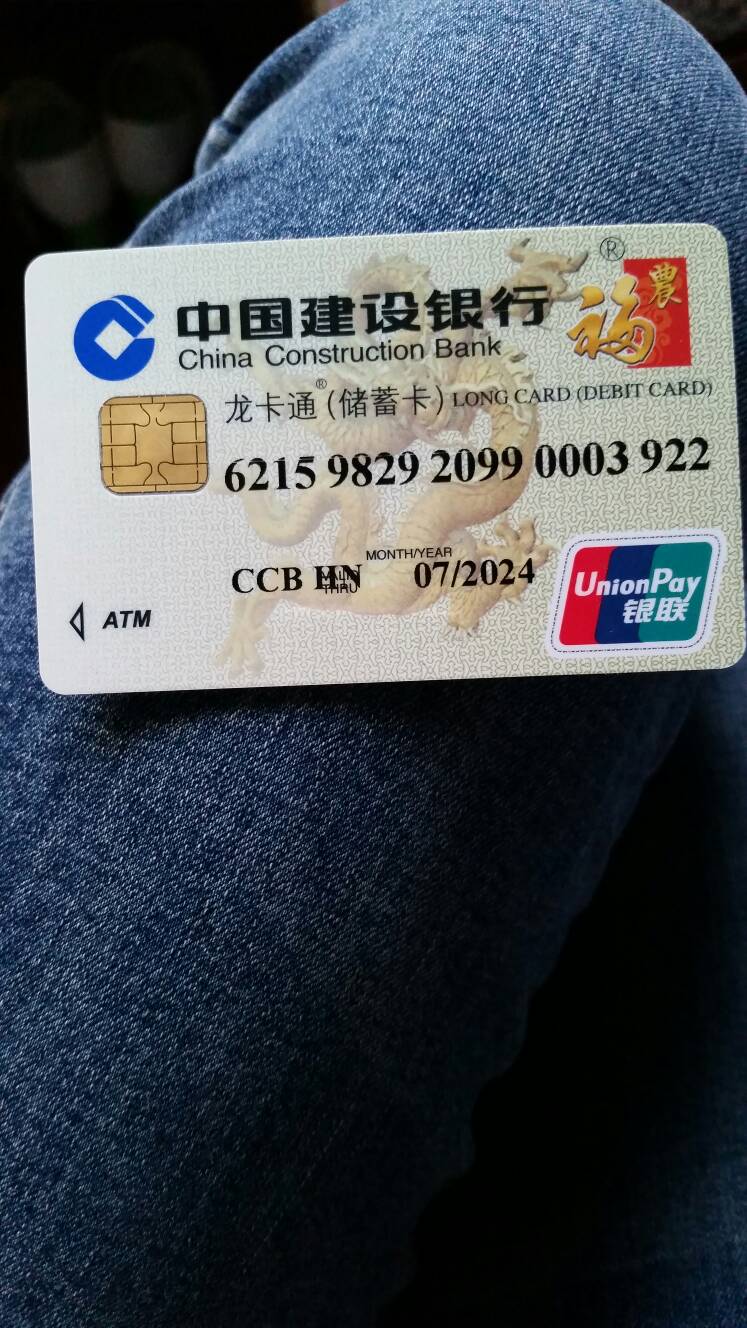 ®
中国建设银行
農
福
China Construction Bank
龙卡通®(储蓄卡) LONG CARD (DEBIT CARD)
6215 9829 2099 0003 922
MONTH/YEAR
CCB HN 07/2024
VALID
THRU
ATM
UnionPay
银联